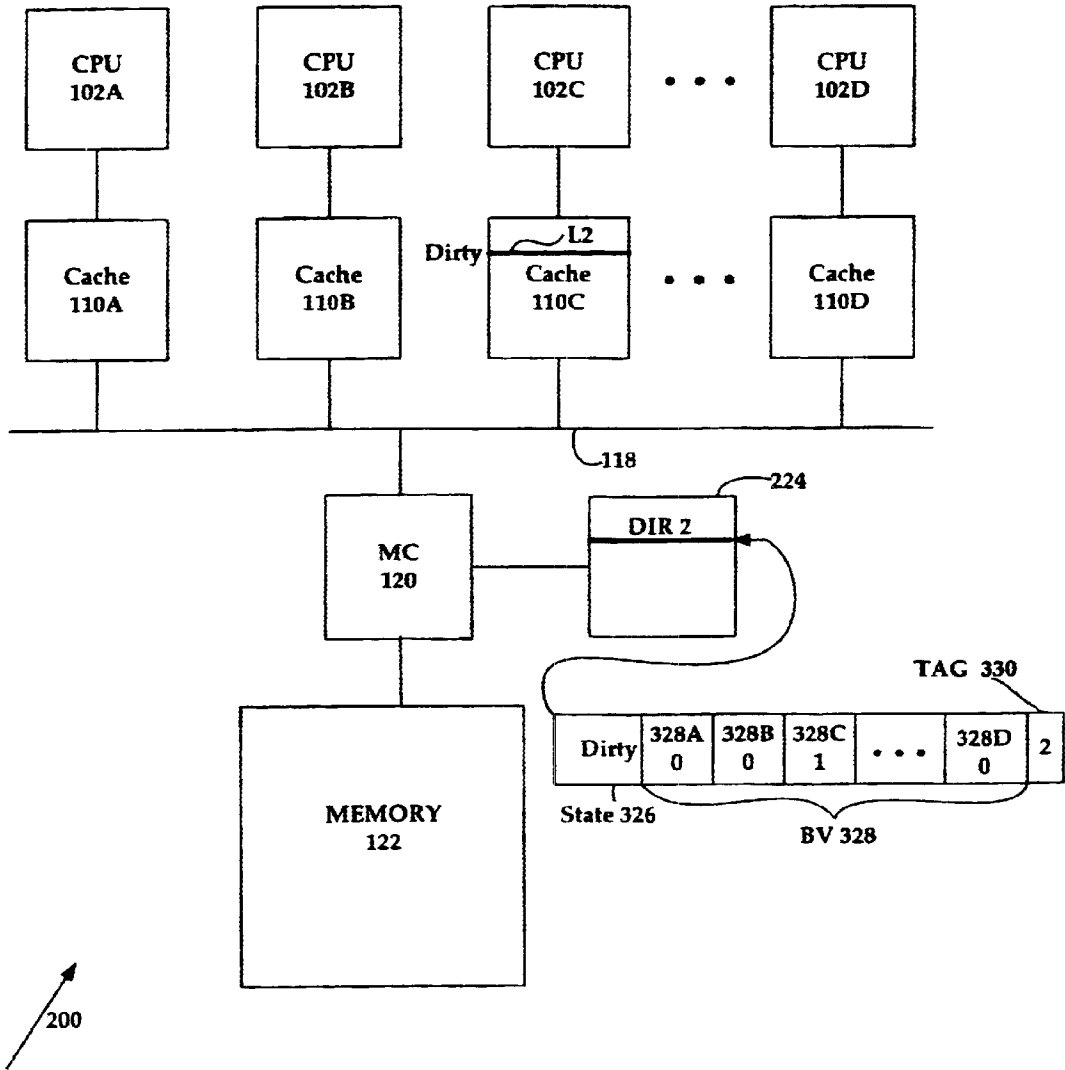 CPU
102A
CPU
102B
CPU
102C
CPU
102D
Cache
110A
Cache
110B
Dirty
L2
Cache
110C
Cache
110D
118
MC
120
224
DIR 2
TAG 330
Dirty
328A
0
328B
0
328C
1
328D
0
2
State 326
BV 328
MEMORY
122
200